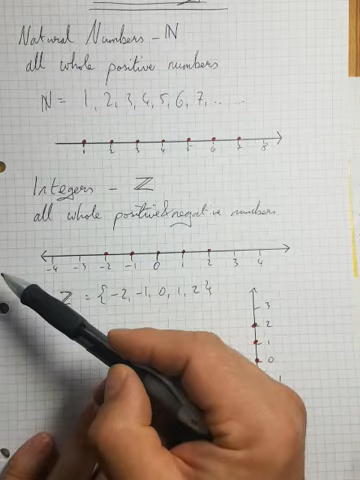 Natural Numbers - ℕ
all whole positive numbers
ℕ = 1, 2, 3, 4, 5, 6, 7, ......
1 2 3 4 5 6 7 8
Integers - ℤ
all whole positive & negative numbers
-4 -3 -2 -1 0 1 2 3 4
ℤ = {-2, -1, 0, 1, 2}
3
2
1
0